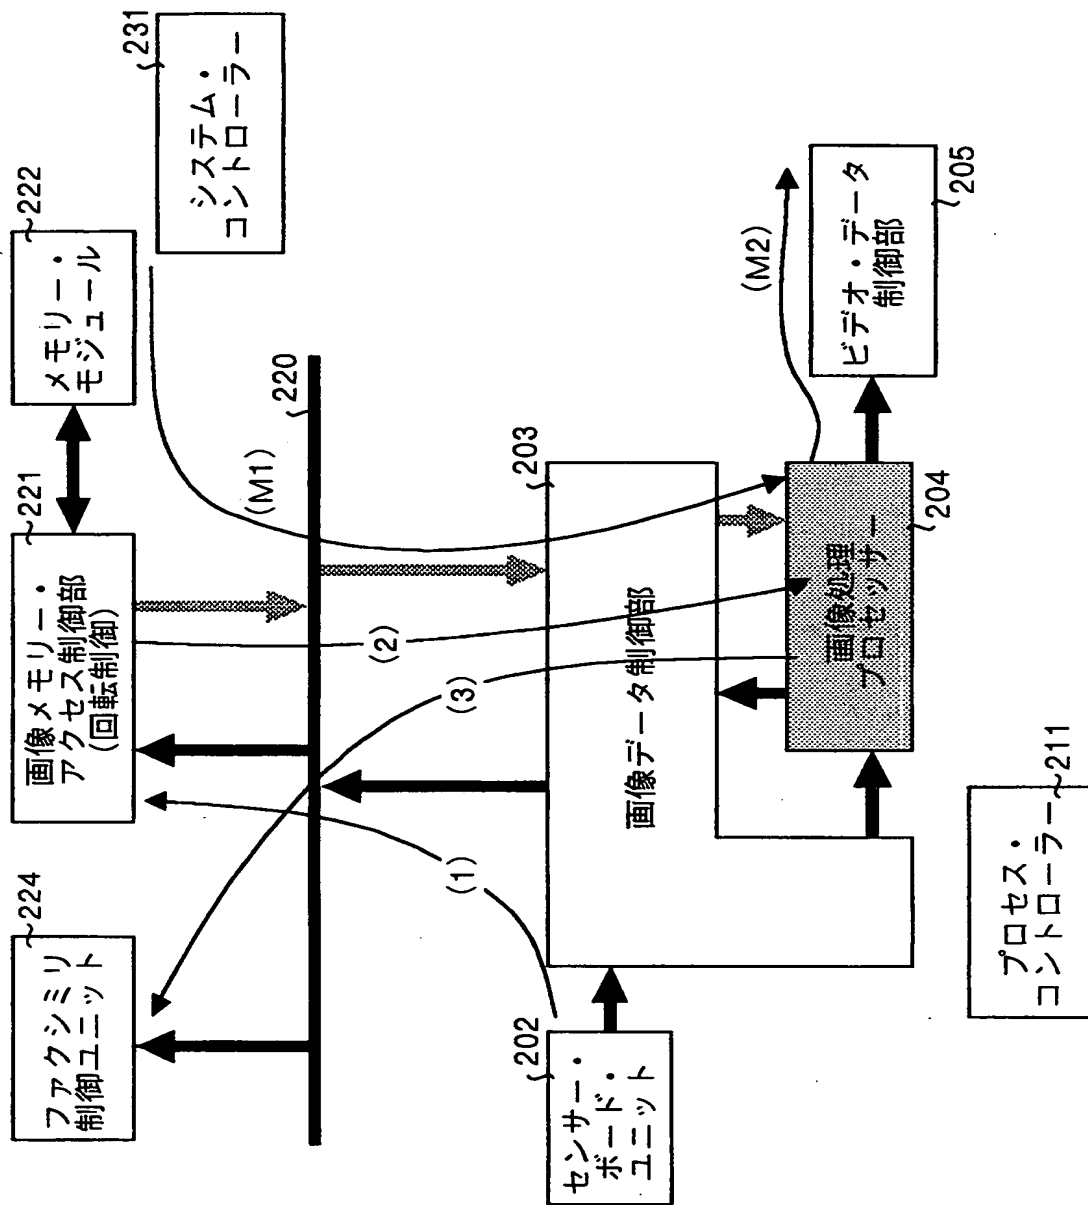 224
ファクシミリ
制御ユニット
221
画像メモリー・
アクセス制御部
(回転制御)
222
メモリー・
モジュール
231
システム・
コントローラー
220
(1)
(3)
(2)
(M1)
202
センサー・
ボード・
ユニット
203
画像データ制御部
(M2)
画像処理
プロセッサー
204
ビデオ・データ
制御部
205
211
プロセス・
コントローラー